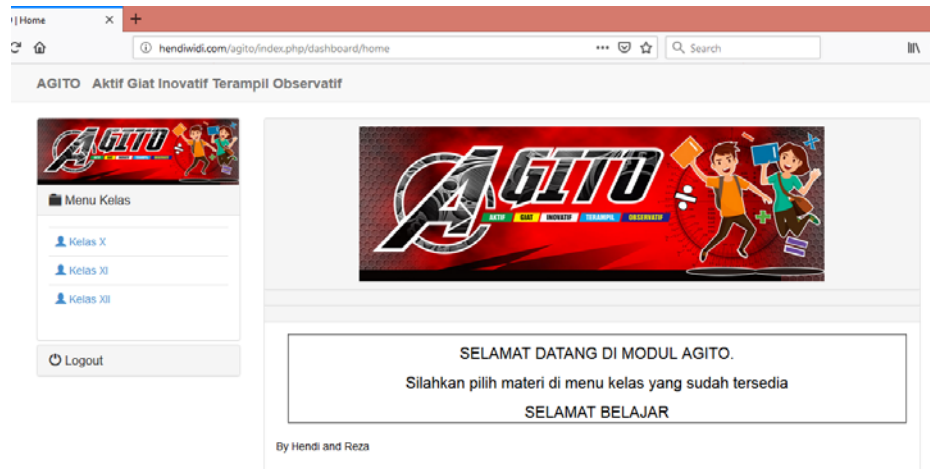 | Home
hendiwidi.com/agito/index.php/dashboard/home
Search
AGITO Aktif Giat Inovatif Terampil Observatif
AGITO
Menu Kelas
Kelas X
Kelas XI
Kelas XII
Logout
AGITO
AKTIF GIAT INOVATIF TERAMPIL OBSERVATIF
SELAMAT DATANG DI MODUL AGITO.
Silahkan pilih materi di menu kelas yang sudah tersedia
SELAMAT BELAJAR
By Hendi and Reza